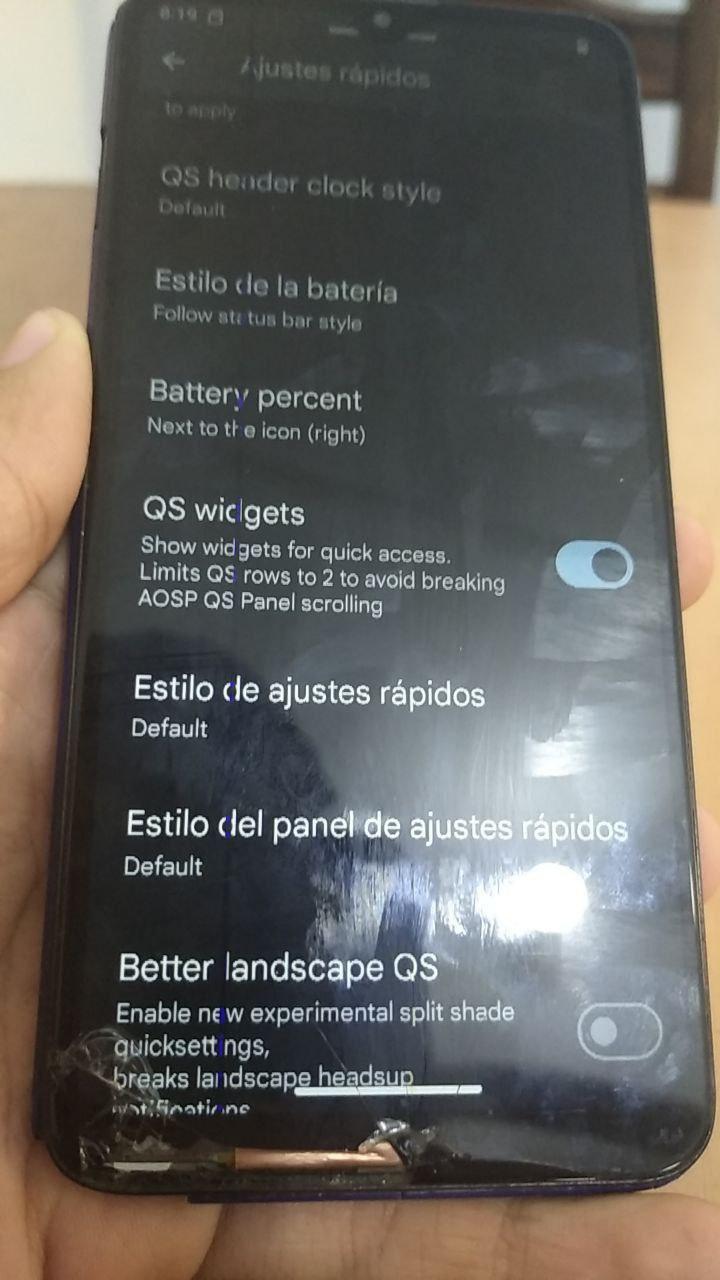 8:19
Ajustes rápidos
to apply
QS header clock style
Default
Estilo de la batería
Follow status bar style
Battery percent
Next to the icon (right)
QS widgets
Show widgets for quick access.
Limits QS rows to 2 to avoid breaking
AOSP QS Panel scrolling
Estilo de ajustes rápidos
Default
Estilo del panel de ajustes rápidos
Default
Better landscape QS
Enable new experimental split shade
quicksettings,
breaks landscape headsup
notifications